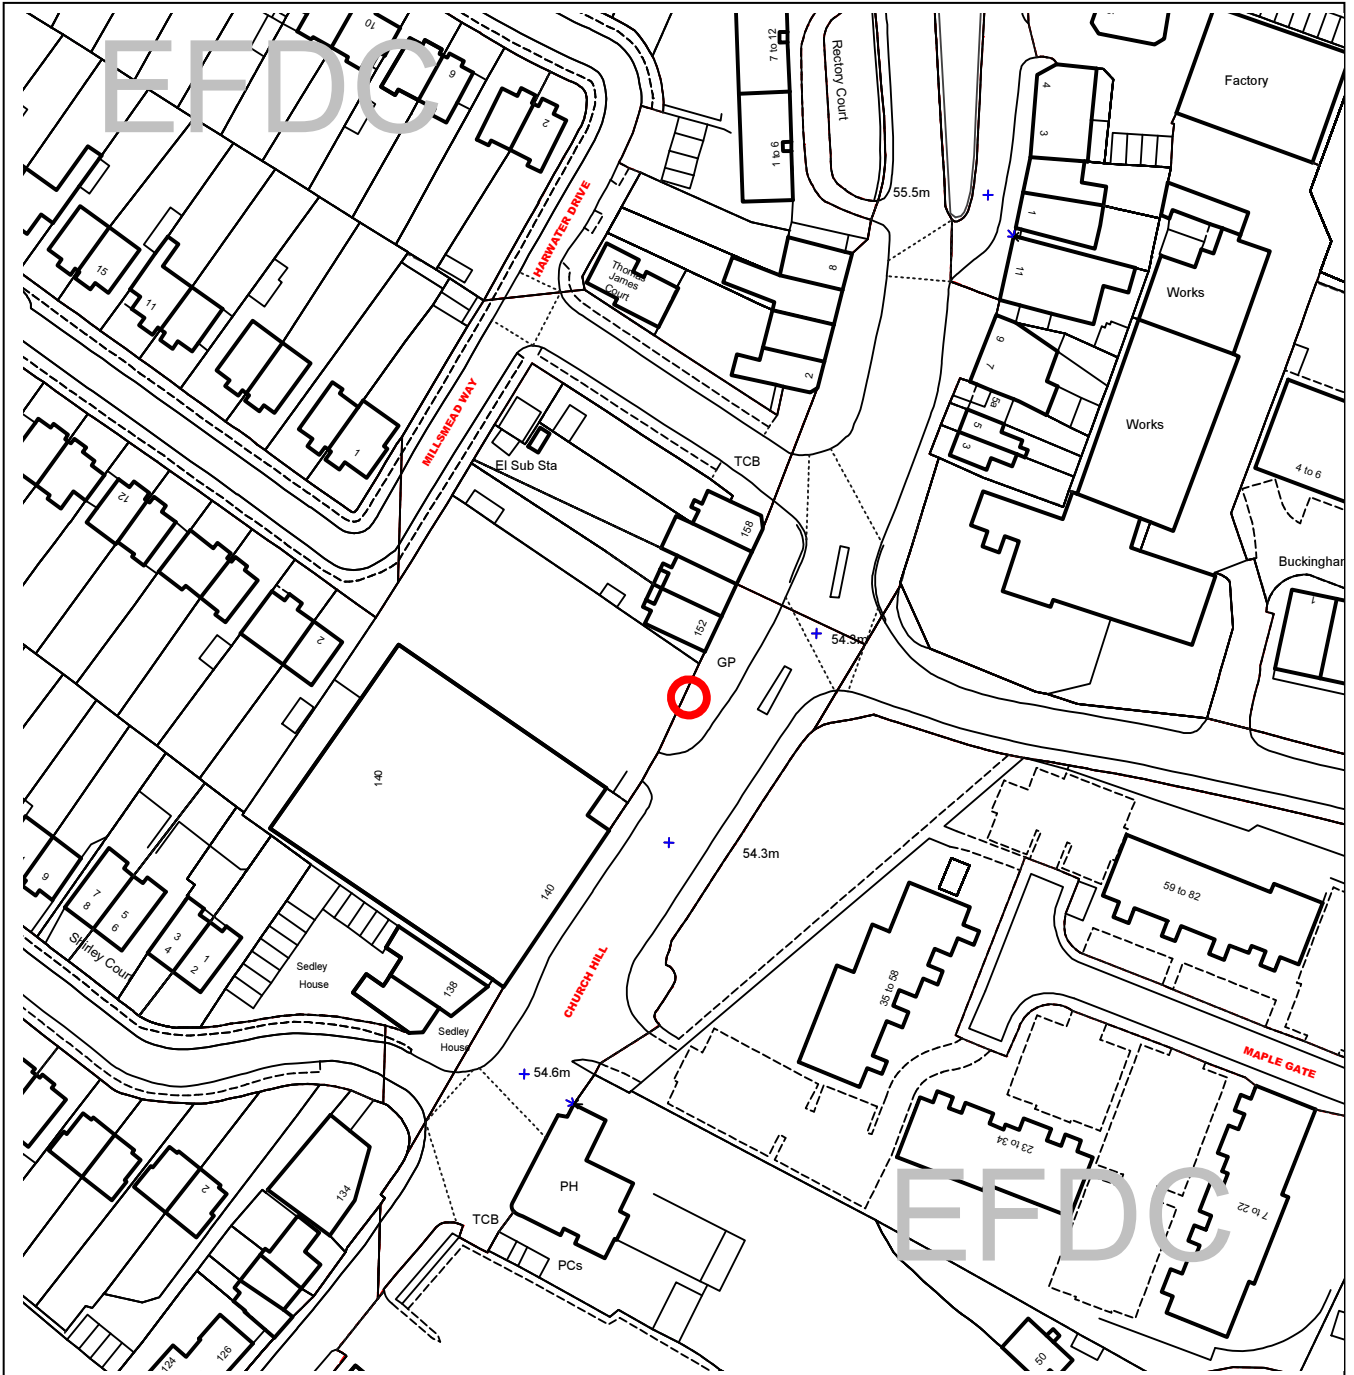 EFDC
10
9
2
7 to 12
1 to 6
Rectory Court
4
3
Factory
55.5m
1
11
Works
HARWATER DRIVE
Thomas
James
Court
8
15
11
9
7
5a
5
3
2
Works
MILLSMEAD WAY
1
El Sub Sta
TCB
4 to 6
12
158
Buckingham
1
152
54.3m
2
GP
140
54.3m
140
59 to 82
9
7
8
5
6
3
4
1
2
Shirley Court
Sedley
House
138
35 to 58
CHURCH HILL
Sedley
House
54.6m
MAPLE GATE
23 to 34
2
134
PH
TCB
PCs
EFDC
7 to 22
124
126
50